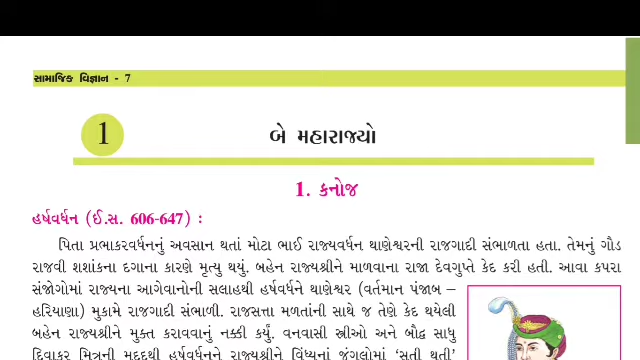 સામાજિક વિજ્ઞાન - 7
1
બે મહારાજ્યો
1. કનોજ
હર્ષવર્ધન (ઈ.સ. 606-647) :
પિતા પ્રભાકરવર્ધનનું અવસાન થતાં મોટા ભાઈ રાજ્યવર્ધન થાણેશ્વરની રાજગાદી સંભાળતા હતા. તેમનું ગૌડ
રાજવી શશાંકના દગાના કારણે મૃત્યુ થયું. બહેન રાજ્યશ્રીને માળવાના રાજા દેવગુપ્તે કેદ કરી હતી. આવા કપરા
સંજોગોમાં રાજ્યના આગેવાનોની સલાહથી હર્ષવર્ધને થાણેશ્વર (વર્તમાન પંજાબ –
હરિયાણા) મુકામે રાજગાદી સંભાળી. રાજસત્તા મળતાંની સાથે જ તેણે કેદ થયેલી
બહેન રાજ્યશ્રીને મુક્ત કરાવવાનું નક્કી કર્યું. વનવાસી સ્ત્રીઓ અને બૌદ્ધ સાધુ
દિવાકર મિત્રની મદદથી હર્ષવર્ધને રાજ્યશ્રીને વિંધ્યનાં જંગલોમાં 'સતી થતી'